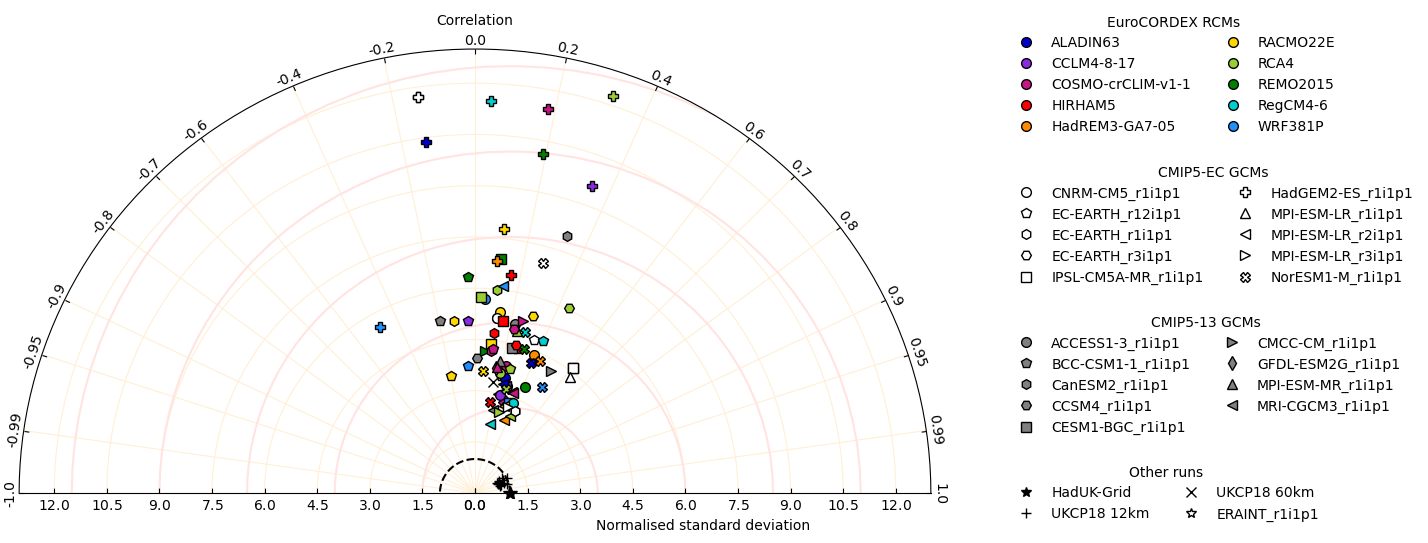 Correlation
-1.0
-0.99
-0.95
-0.9
-0.8
-0.7
-0.6
-0.4
-0.2
0.0
0.2
0.4
0.6
0.7
0.8
0.9
0.95
0.99
1.0
12.0 10.5 9.0 7.5 6.0 4.5 3.0 1.5 0.0 1.5 3.0 4.5 6.0 7.5 9.0 10.5 12.0
Normalised standard deviation
EuroCORDEX RCMs
ALADIN63
CCLM4-8-17
COSMO-crCLIM-v1-1
HIRHAM5
HadREM3-GA7-05
RACMO22E
RCA4
REMO2015
RegCM4-6
WRF381P
CMIP5-EC GCMs
CNRM-CM5_r1i1p1
EC-EARTH_r12i1p1
EC-EARTH_r1i1p1
EC-EARTH_r3i1p1
IPSL-CM5A-MR_r1i1p1
HadGEM2-ES_r1i1p1
MPI-ESM-LR_r1i1p1
MPI-ESM-LR_r2i1p1
MPI-ESM-LR_r3i1p1
NorESM1-M_r1i1p1
CMIP5-13 GCMs
ACCESS1-3_r1i1p1
BCC-CSM1-1_r1i1p1
CanESM2_r1i1p1
CCSM4_r1i1p1
CESM1-BGC_r1i1p1
CMCC-CM_r1i1p1
GFDL-ESM2G_r1i1p1
MPI-ESM-MR_r1i1p1
MRI-CGCM3_r1i1p1
Other runs
HadUK-Grid
UKCP18 12km
UKCP18 60km
ERAINT_r1i1p1